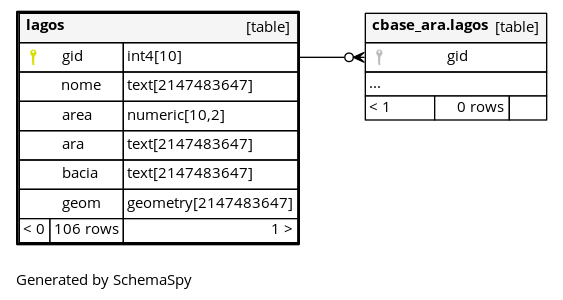 lagos [table]
gid int4[10]
nome text[2147483647]
area numeric[10,2]
ara text[2147483647]
bacia text[2147483647]
geom geometry[2147483647]
< 0 106 rows 1 >
cbase_ara.lagos [table]
gid
...
< 1 0 rows
Generated by SchemaSpy